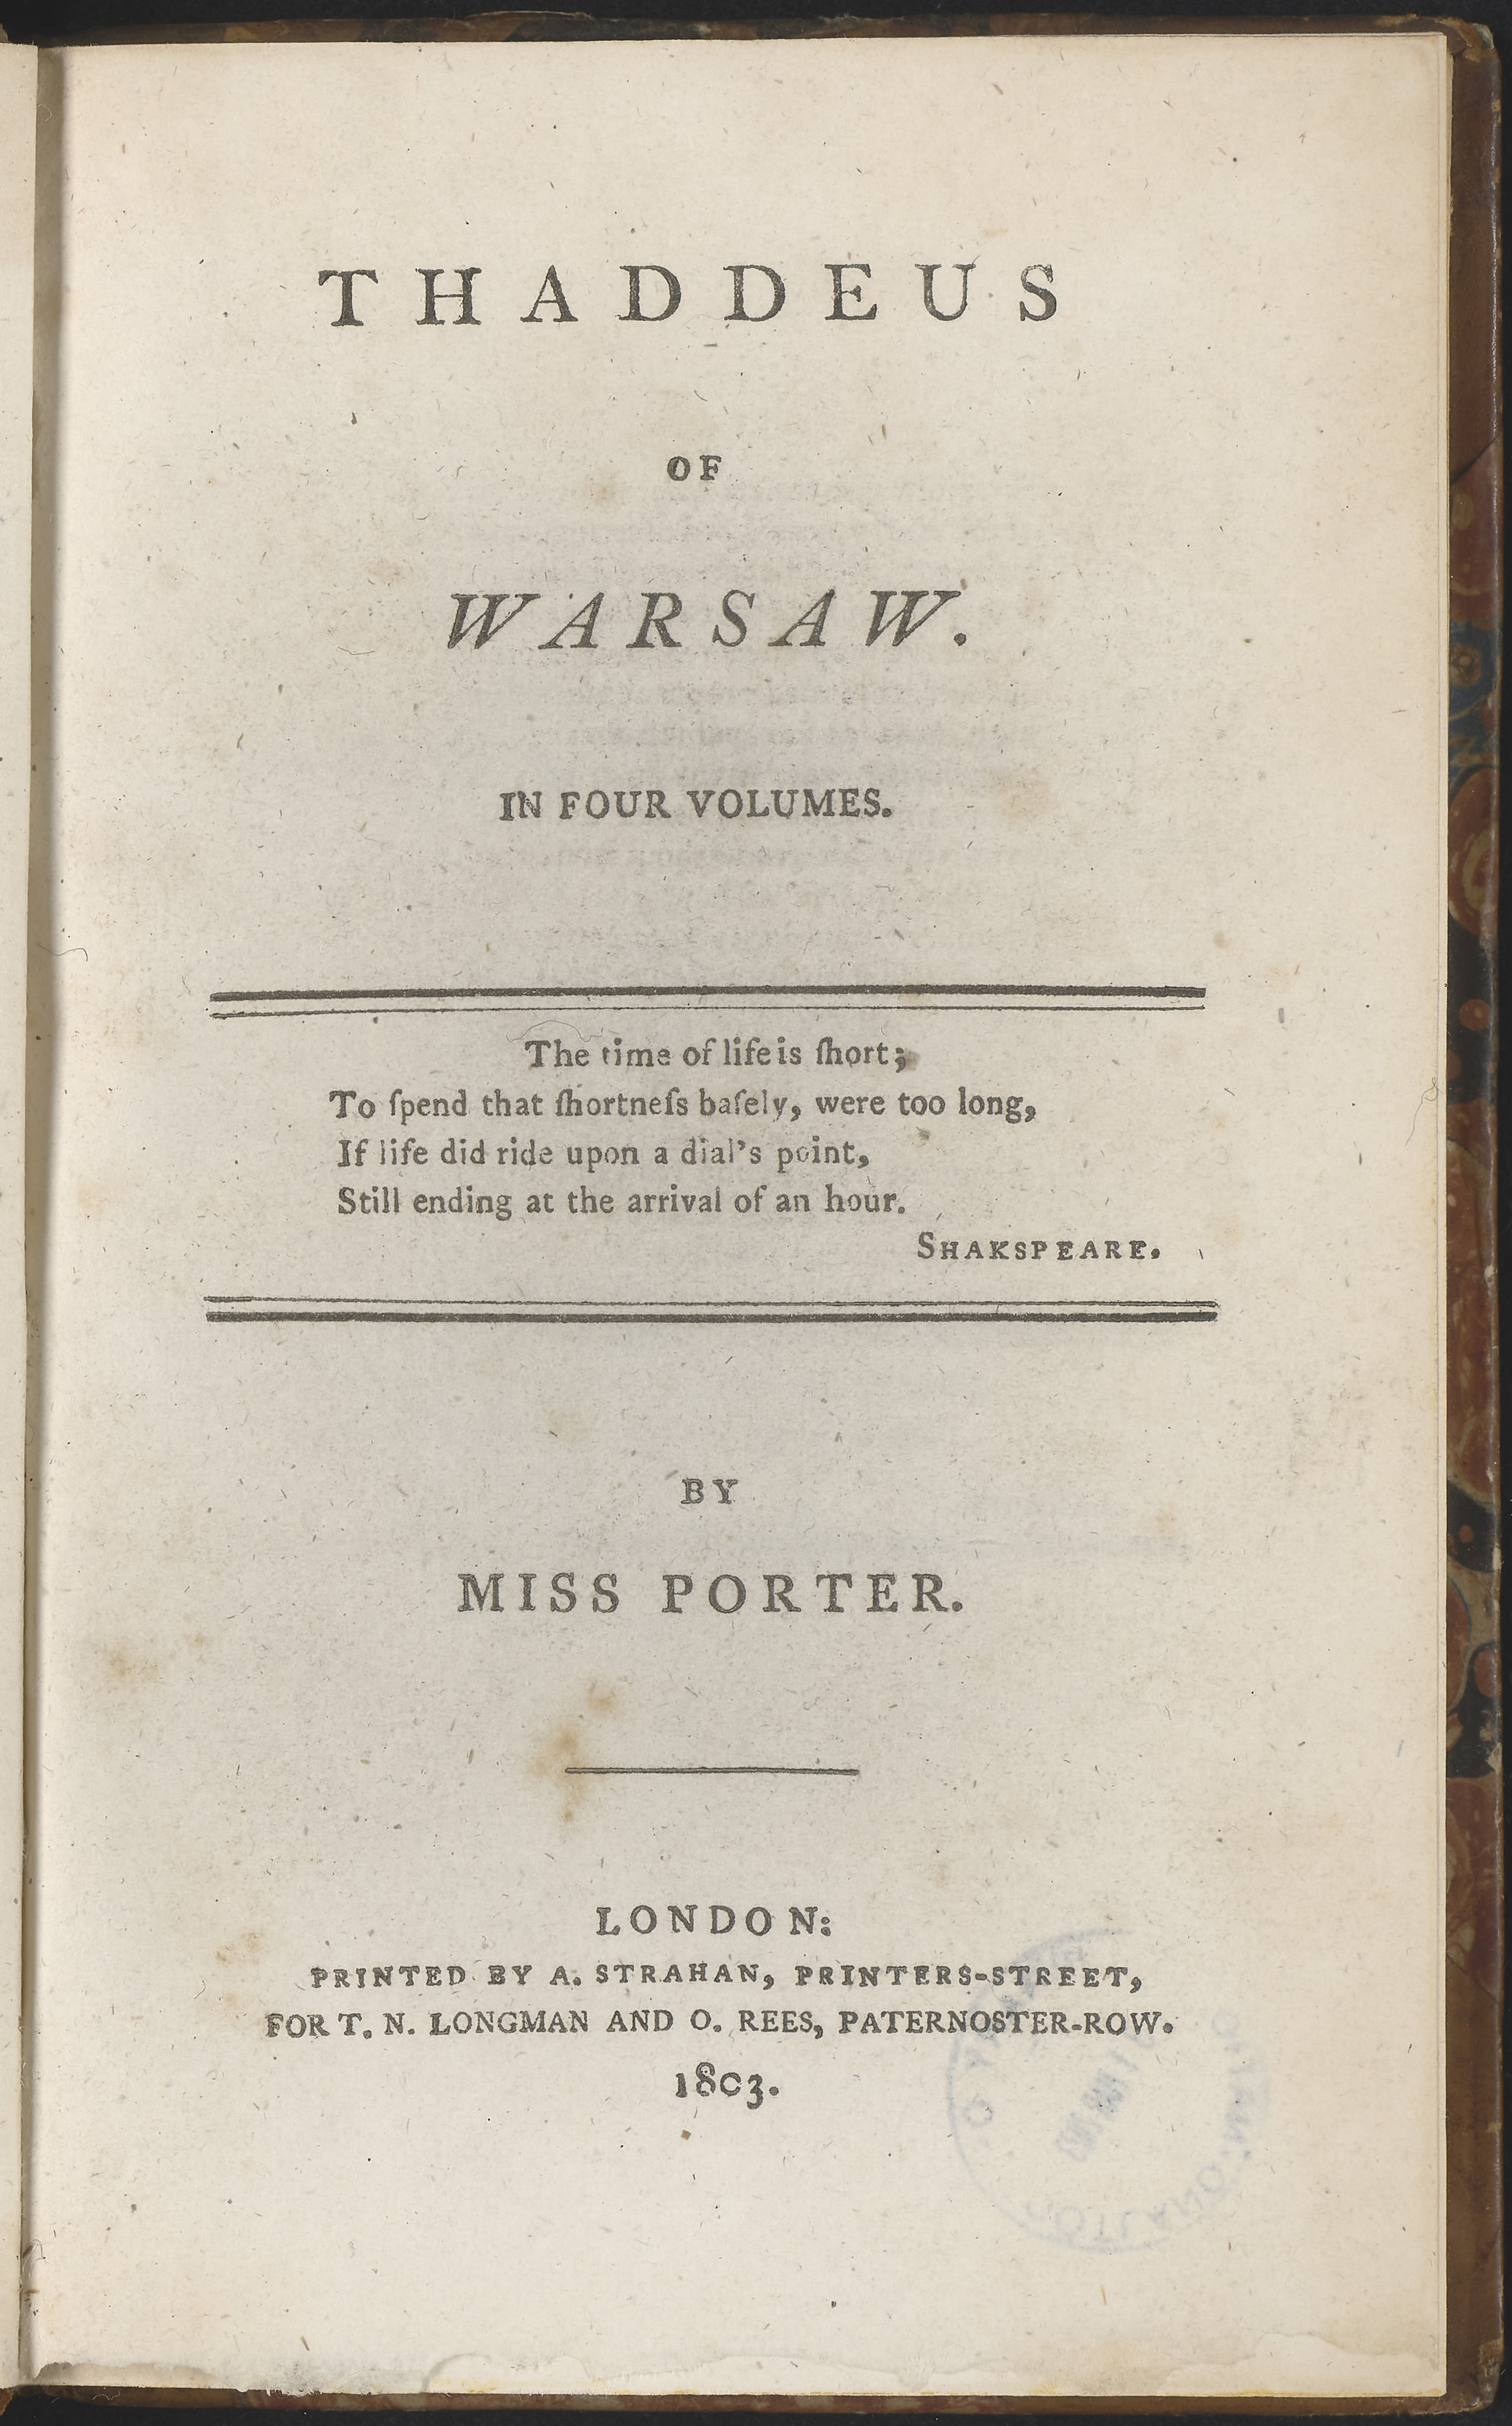 THADDEUS
OF
WARSAW.
IN FOUR VOLUMES.
The time of life is ſhort;
To ſpend that ſhortneſs baſely, were too long,
If life did ride upon a dial's point,
Still ending at the arrival of an hour.
SHAKSPEARE.
BY
MISS PORTER.
LONDON:
PRINTED BY A. STRAHAN, PRINTERS-STREET,
FOR T. N. LONGMAN AND O. REES, PATERNOSTER-ROW.
1803.